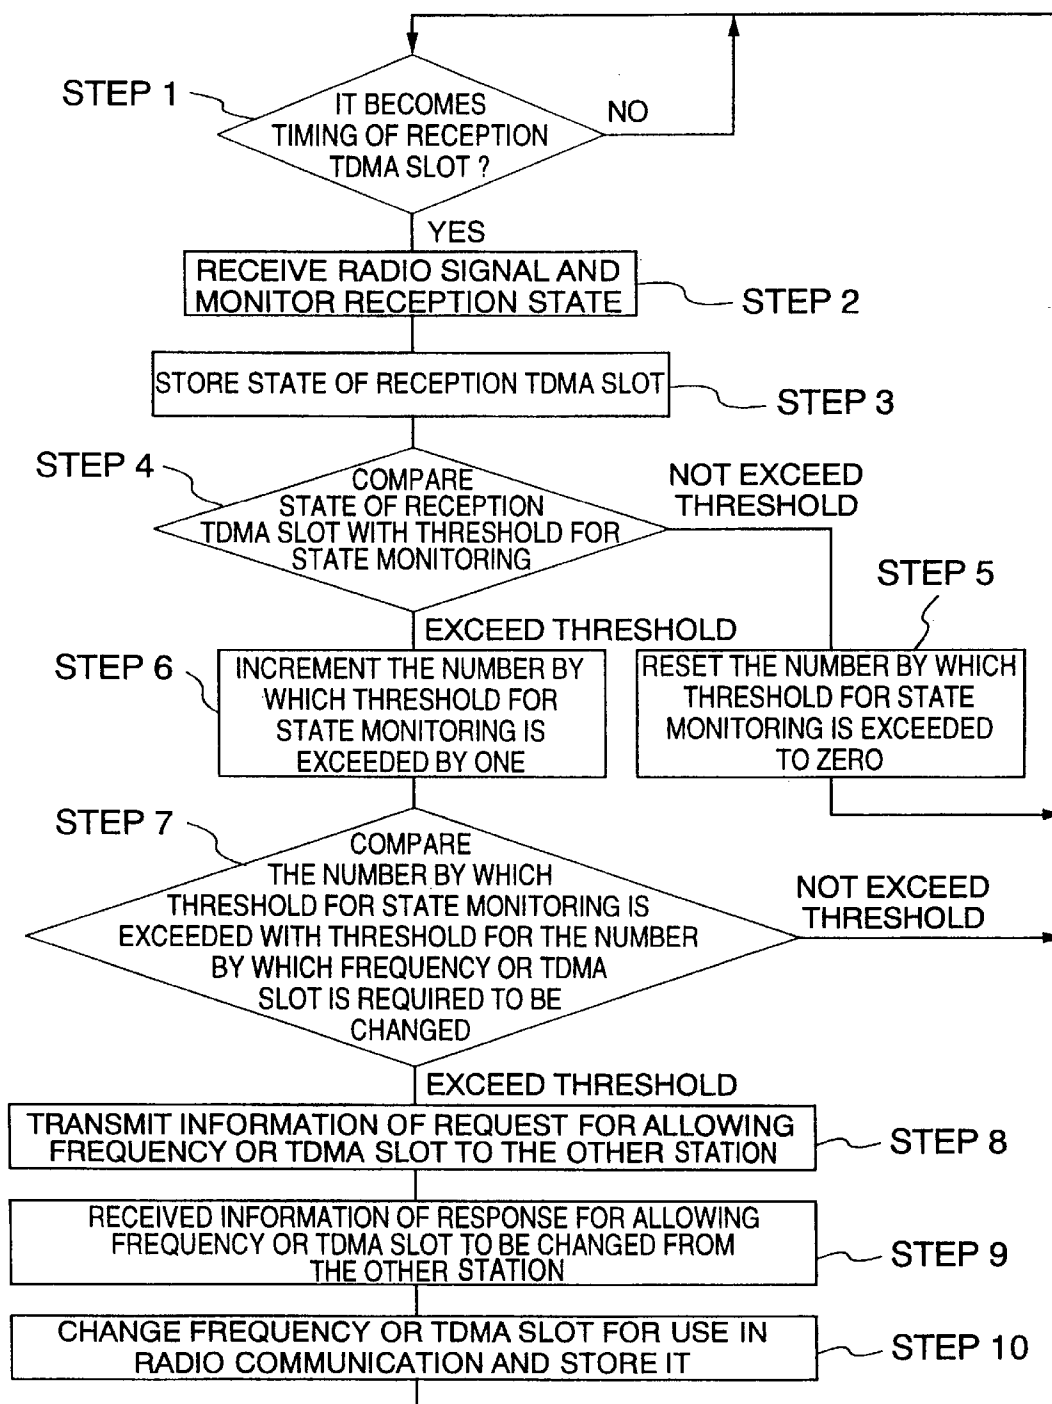 STEP 1
IT BECOMES
TIMING OF RECEPTION
TDMA SLOT ?
NO
YES
RECEIVE RADIO SIGNAL AND
MONITOR RECEPTION STATE
STEP 2
STORE STATE OF RECEPTION TDMA SLOT
STEP 3
STEP 4
COMPARE
STATE OF RECEPTION
TDMA SLOT WITH THRESHOLD FOR
STATE MONITORING
NOT EXCEED
THRESHOLD
STEP 5
EXCEED THRESHOLD
RESET THE NUMBER BY WHICH
THRESHOLD FOR STATE
MONITORING IS EXCEEDED
TO ZERO
STEP 6
INCREMENT THE NUMBER BY
WHICH THRESHOLD FOR
STATE MONITORING IS
EXCEEDED BY ONE
STEP 7
COMPARE
THE NUMBER BY WHICH
THRESHOLD FOR STATE MONITORING IS
EXCEEDED WITH THRESHOLD FOR THE NUMBER
BY WHICH FREQUENCY OR TDMA
SLOT IS REQUIRED TO BE
CHANGED
NOT EXCEED
THRESHOLD
EXCEED THRESHOLD
TRANSMIT INFORMATION OF REQUEST FOR ALLOWING
FREQUENCY OR TDMA SLOT TO THE OTHER STATION
STEP 8
RECEIVED INFORMATION OF RESPONSE FOR ALLOWING
FREQUENCY OR TDMA SLOT TO BE CHANGED FROM
THE OTHER STATION
STEP 9
CHANGE FREQUENCY OR TDMA SLOT FOR USE IN
RADIO COMMUNICATION AND STORE IT
STEP 10